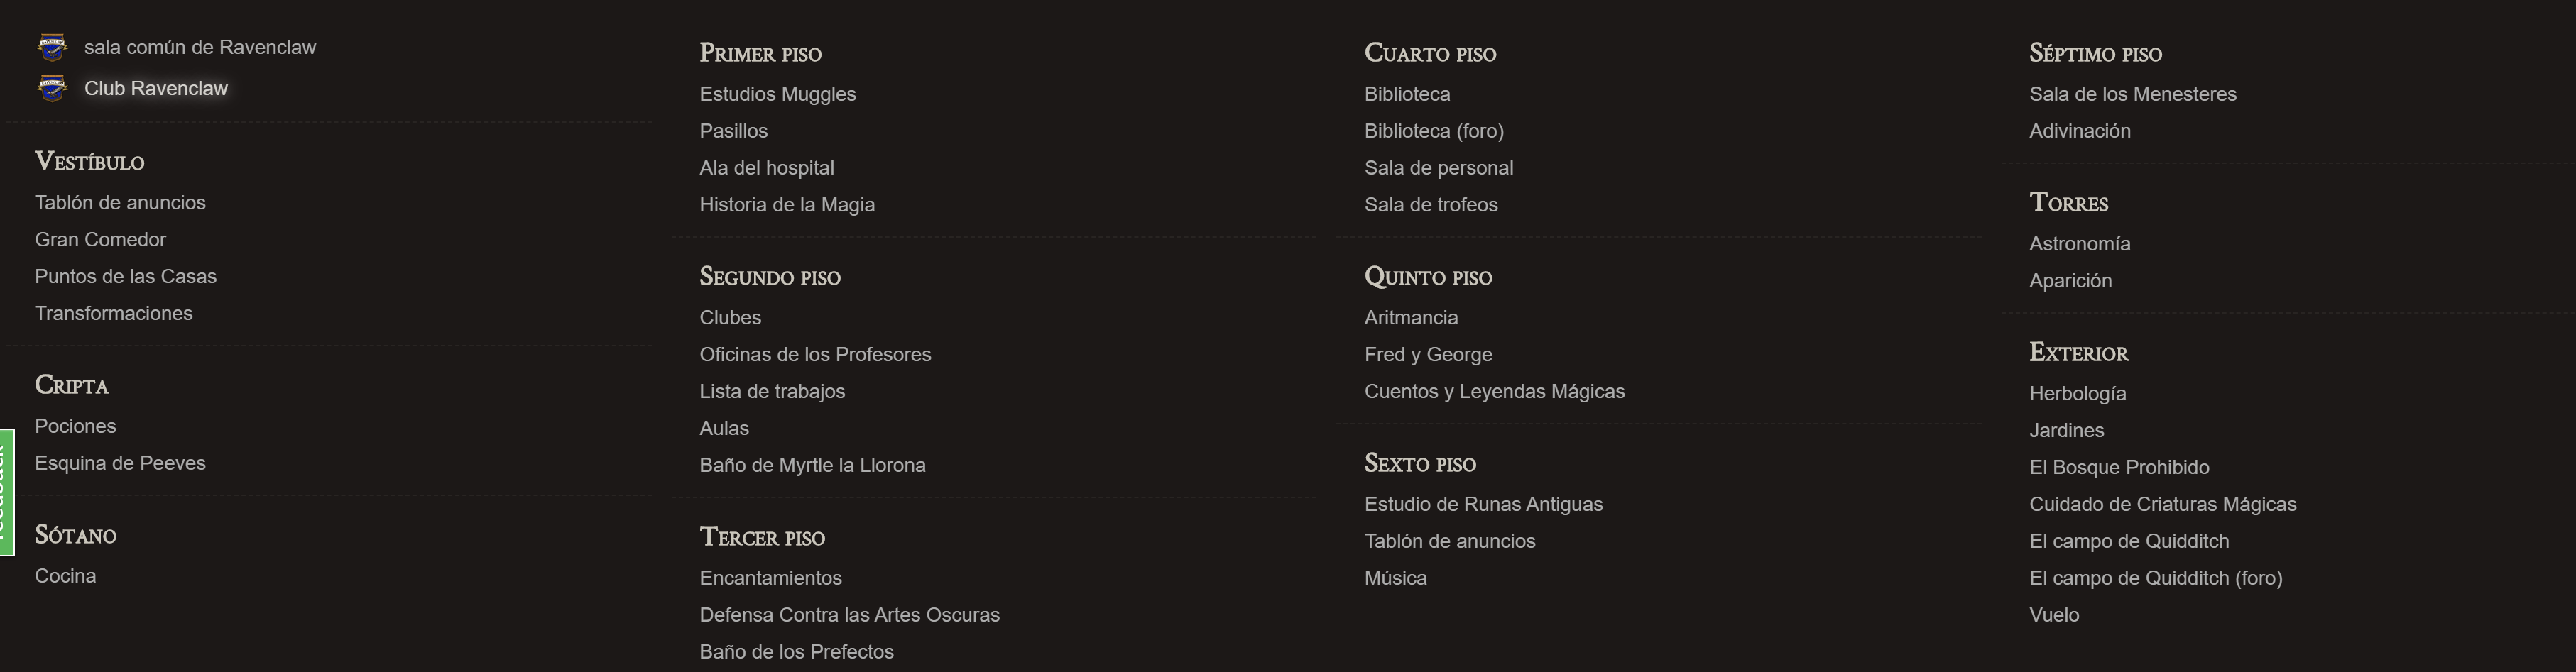 sala común de Ravenclaw
Club Ravenclaw
Vestíbulo
Tablón de anuncios
Gran Comedor
Puntos de las Casas
Transformaciones
Cripta
Pociones
Esquina de Peeves
Sótano
Cocina
Primer piso
Estudios Muggles
Pasillos
Ala del hospital
Historia de la Magia
Segundo piso
Clubes
Oficinas de los Profesores
Lista de trabajos
Aulas
Baño de Myrtle la Llorona
Tercer piso
Encantamientos
Defensa Contra las Artes Oscuras
Baño de los Prefectos
Cuarto piso
Biblioteca
Biblioteca (foro)
Sala de personal
Sala de trofeos
Quinto piso
Aritmancia
Fred y George
Cuentos y Leyendas Mágicas
Sexto piso
Estudio de Runas Antiguas
Tablón de anuncios
Música
Séptimo piso
Sala de los Menesteres
Adivinación
Torres
Astronomía
Aparición
Exterior
Herbología
Jardines
El Bosque Prohibido
Cuidado de Criaturas Mágicas
El campo de Quidditch
El campo de Quidditch (foro)
Vuelo